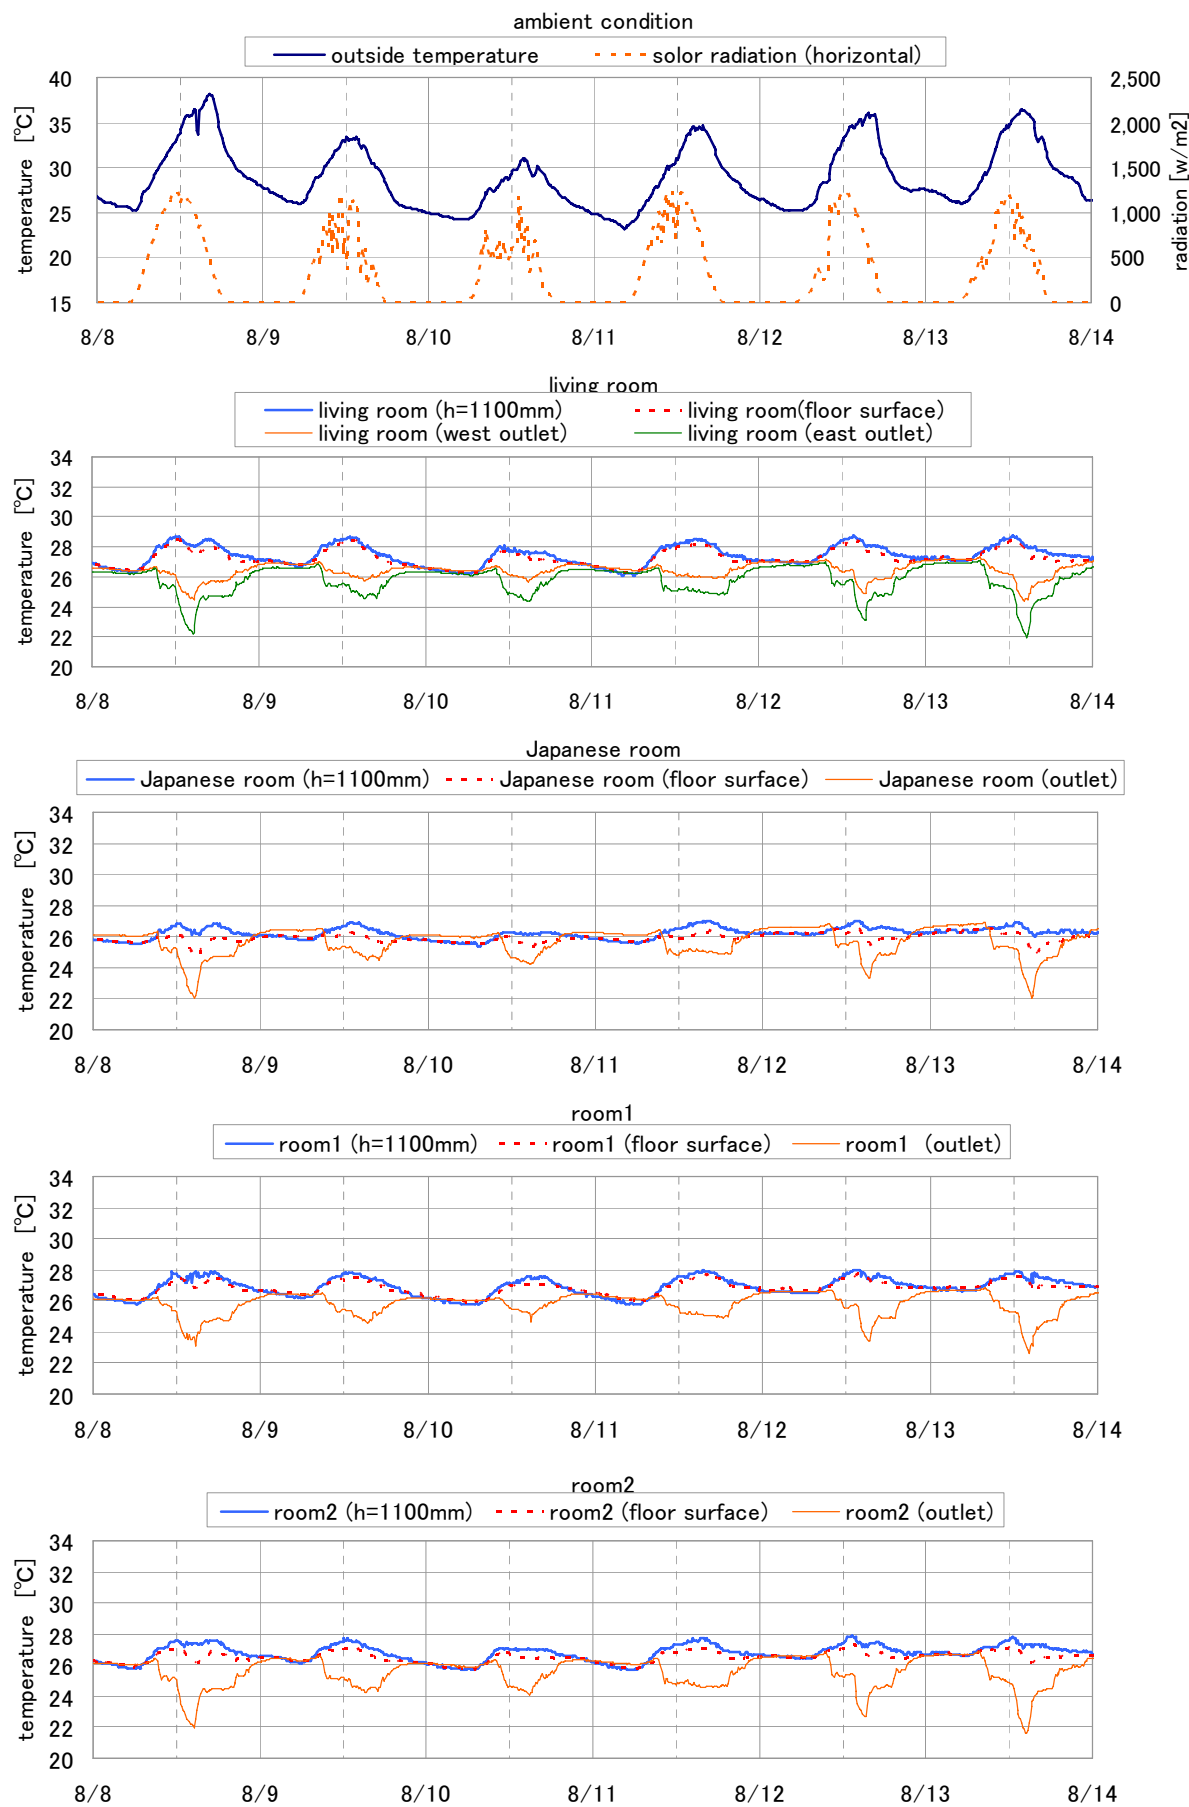 ambient condition
outside temperature solor radiation (horizontal)
40 2,500
35 2,000
30 1,500
25 1,000
20 500
15 0
temperature [℃]
radiation [w/m2]
8/8 8/9 8/10 8/11 8/12 8/13 8/14
living room
living room (h=1100mm) living room(floor surface)
living room (west outlet) living room (east outlet)
34
32
30
28
26
24
22
20
temperature [℃]
8/8 8/9 8/10 8/11 8/12 8/13 8/14
Japanese room
Japanese room (h=1100mm) Japanese room (floor surface) Japanese room (outlet)
34
32
30
28
26
24
22
20
temperature [℃]
8/8 8/9 8/10 8/11 8/12 8/13 8/14
room1
room1 (h=1100mm) room1 (floor surface) room1 (outlet)
34
32
30
28
26
24
22
20
temperature [℃]
8/8 8/9 8/10 8/11 8/12 8/13 8/14
room2
room2 (h=1100mm) room2 (floor surface) room2 (outlet)
34
32
30
28
26
24
22
20
temperature [℃]
8/8 8/9 8/10 8/11 8/12 8/13 8/14